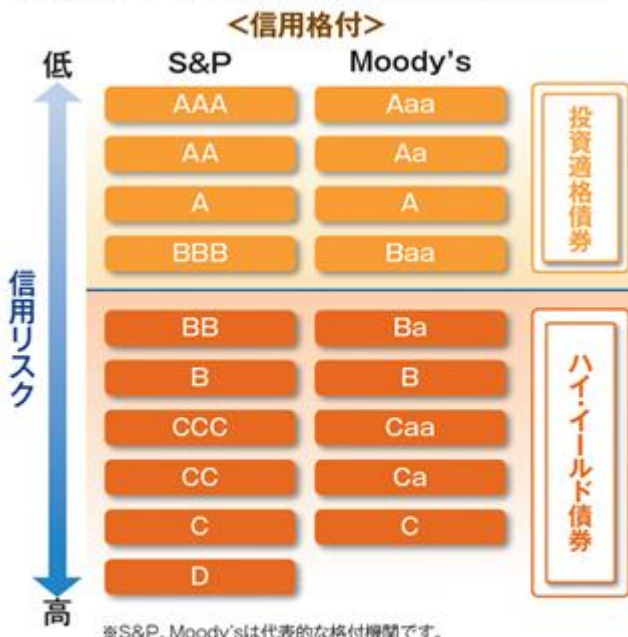 <信用格付>
低 S&P Moody's
AAA Aaa
AA Aa
A A
BBB Baa
投資適格債券
信用リスク
BB Ba
B B
CCC Caa
CC Ca
C C
D
ハイ・イールド債券
高
※S&P、Moody'sは代表的な格付機関です。